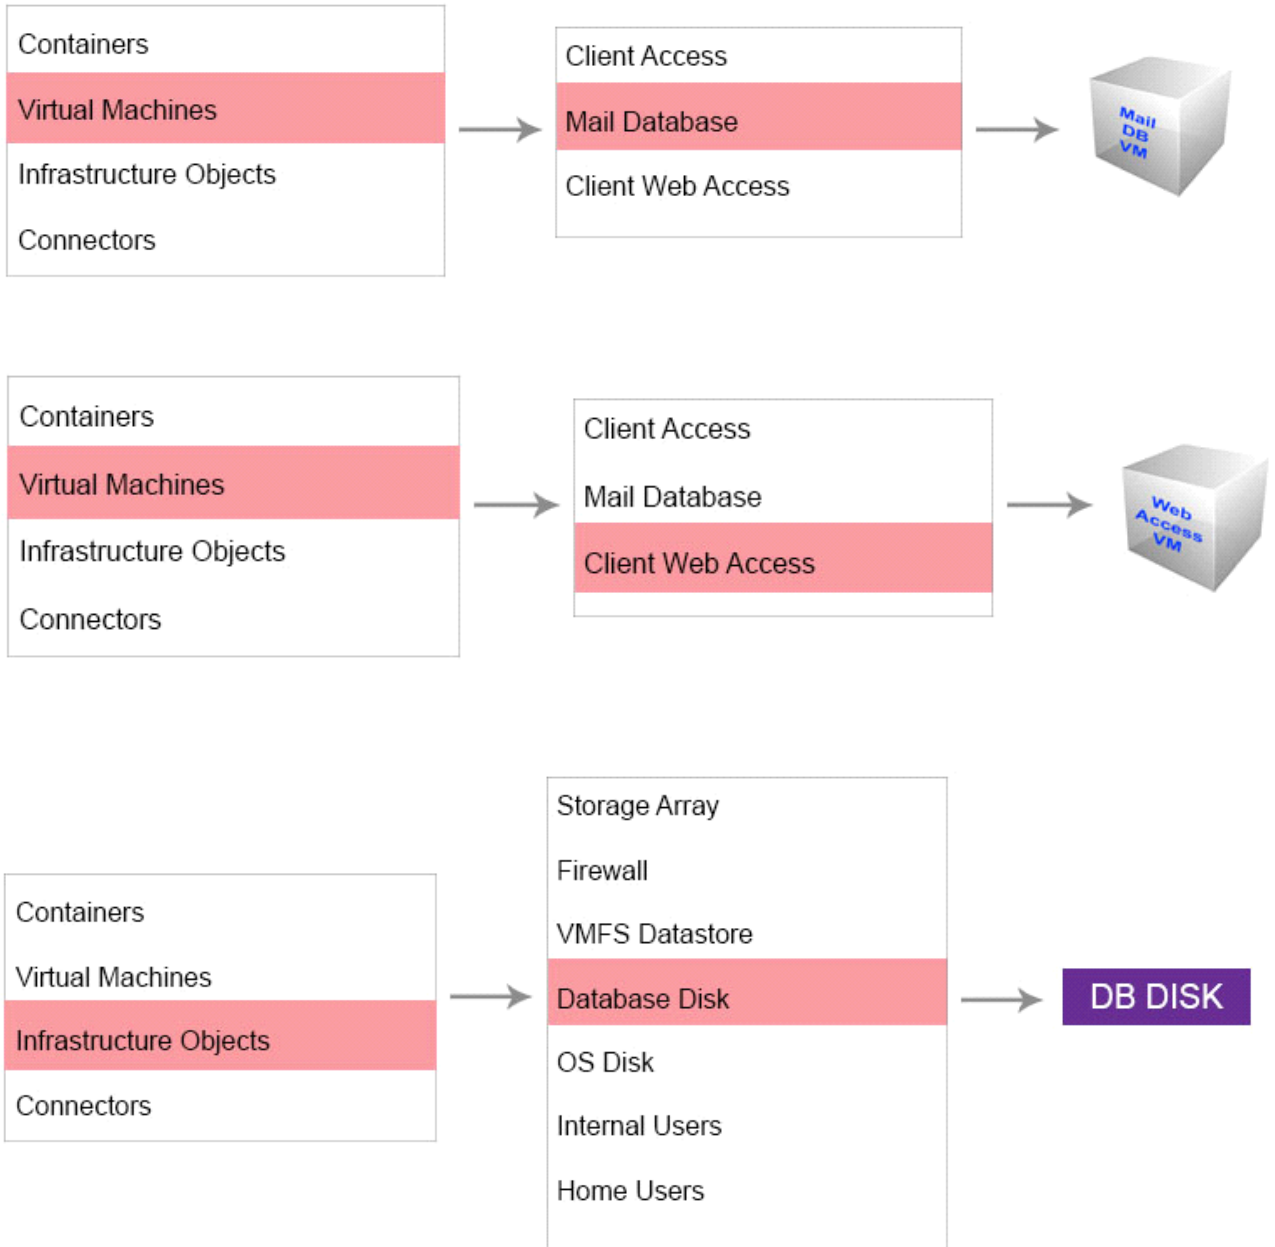 Containers
Virtual Machines
Infrastructure Objects
Connectors
Client Access
Mail Database
Client Web Access
Mail
DB
VM
Containers
Virtual Machines
Infrastructure Objects
Connectors
Client Access
Mail Database
Client Web Access
Web
Access
VM
Containers
Virtual Machines
Infrastructure Objects
Connectors
Storage Array
Firewall
VMFS Datastore
Database Disk
OS Disk
Internal Users
Home Users
DB DISK